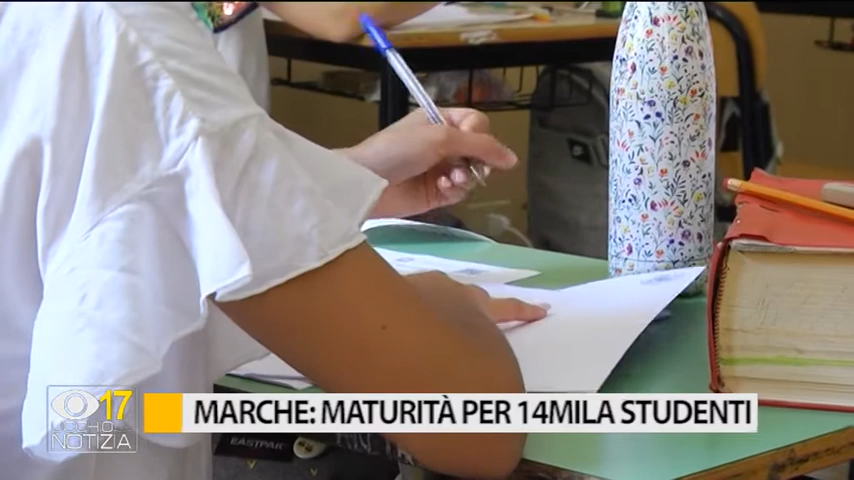 17
OCCHIO
NOTIZIA
MARCHE: MATURITÀ PER 14MILA STUDENTI
EASTPAK